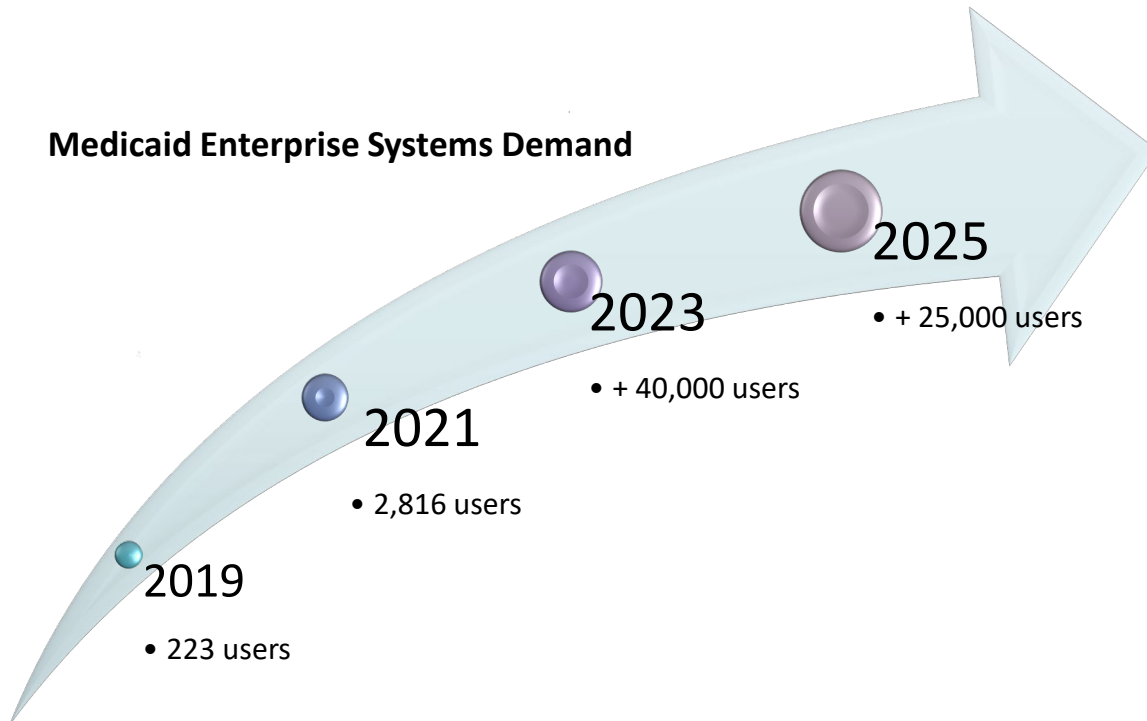 Medicaid Enterprise Systems Demand
2025
• + 25,000 users
2023
• + 40,000 users
2021
• 2,816 users
2019
• 223 users